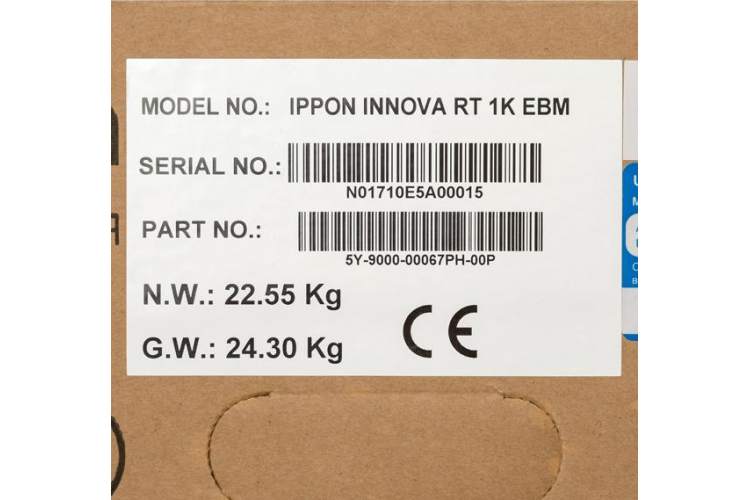 MODEL NO.: IPPON INNOVA RT 1K EBM
SERIAL NO.:
N01710E5A00015
PART NO.:
5Y-9000-00067PH-00P
N.W.: 22.55 Kg
G.W.: 24.30 Kg
CE